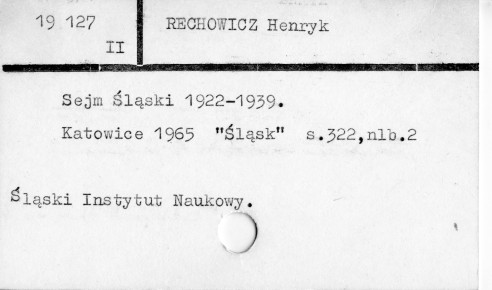 19 127 RECHOWICZ Henryk
II
Sejm Śląski 1922-1939.
Katowice 1965 "Śląsk" s.322,nlb.2
Śląski Instytut Naukowy.